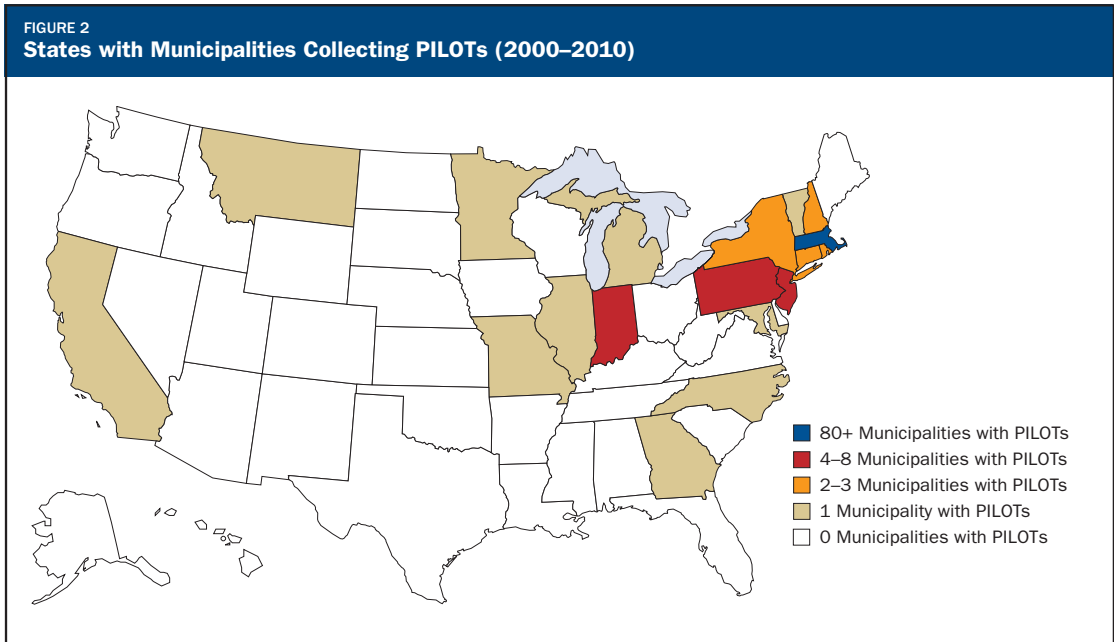 FIGURE 2
States with Municipalities Collecting PILOTs (2000–2010)
80+ Municipalities with PILOTs
4–8 Municipalities with PILOTs
2–3 Municipalities with PILOTs
1 Municipality with PILOTs
0 Municipalities with PILOTs